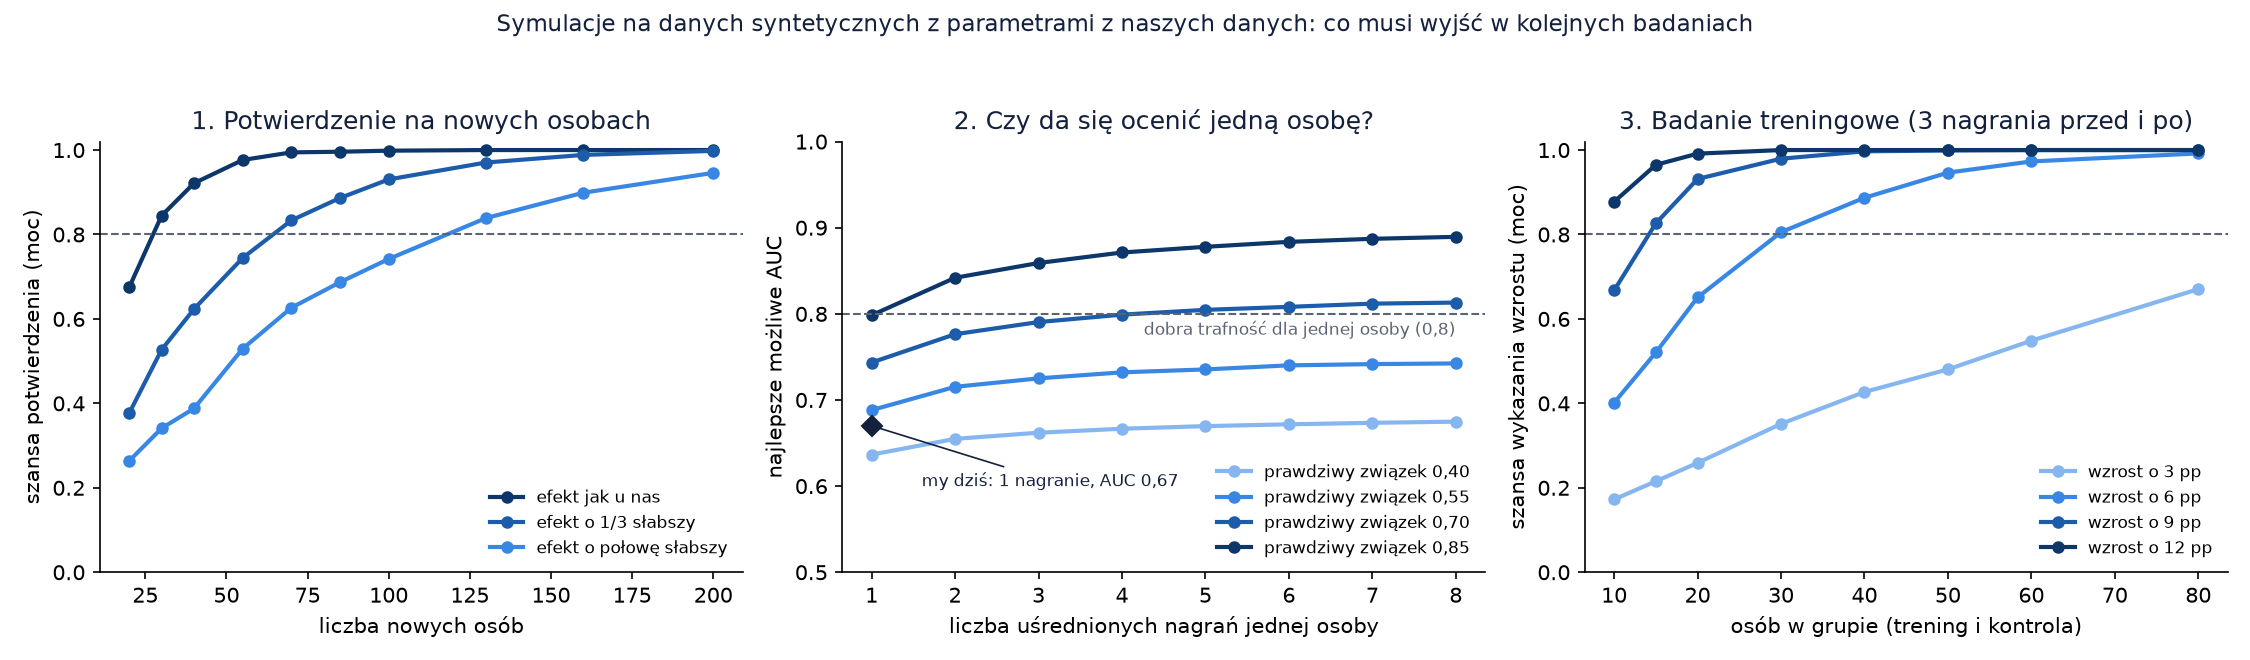 Symulacje na danych syntetycznych z parametrami z naszych danych: co musi wyjść w kolejnych badaniach
1. Potwierdzenie na nowych osobach
szansa potwierdzenia (moc)
1.0
0.8
0.6
0.4
0.2
0.0
efekt jak u nas
efekt o 1/3 słabszy
efekt o połowę słabszy
25 50 75 100 125 150 175 200
liczba nowych osób
2. Czy da się ocenić jedną osobę?
najlepsze możliwe AUC
1.0
0.9
0.8
0.7
0.6
0.5
dobra trafność dla jednej osoby (0,8)
my dziś: 1 nagranie, AUC 0,67
prawdziwy związek 0,40
prawdziwy związek 0,55
prawdziwy związek 0,70
prawdziwy związek 0,85
1 2 3 4 5 6 7 8
liczba uśrednionych nagrań jednej osoby
3. Badanie treningowe (3 nagrania przed i po)
szansa wykazania wzrostu (moc)
1.0
0.8
0.6
0.4
0.2
0.0
wzrost o 3 pp
wzrost o 6 pp
wzrost o 9 pp
wzrost o 12 pp
10 20 30 40 50 60 70 80
osób w grupie (trening i kontrola)